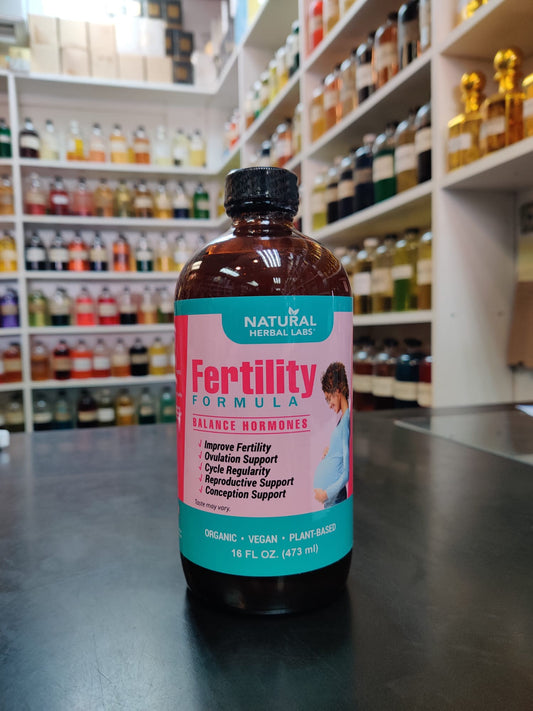 NATURAL
HERBAL LABS
Fertility
FORMULA
BALANCE HORMONES
√ Improve Fertility
√ Ovulation Support
√ Cycle Regularity
√ Reproductive Support
√ Conception Support
Taste may vary.
ORGANIC • VEGAN • PLANT-BASED
16 FL OZ. (473 ml)